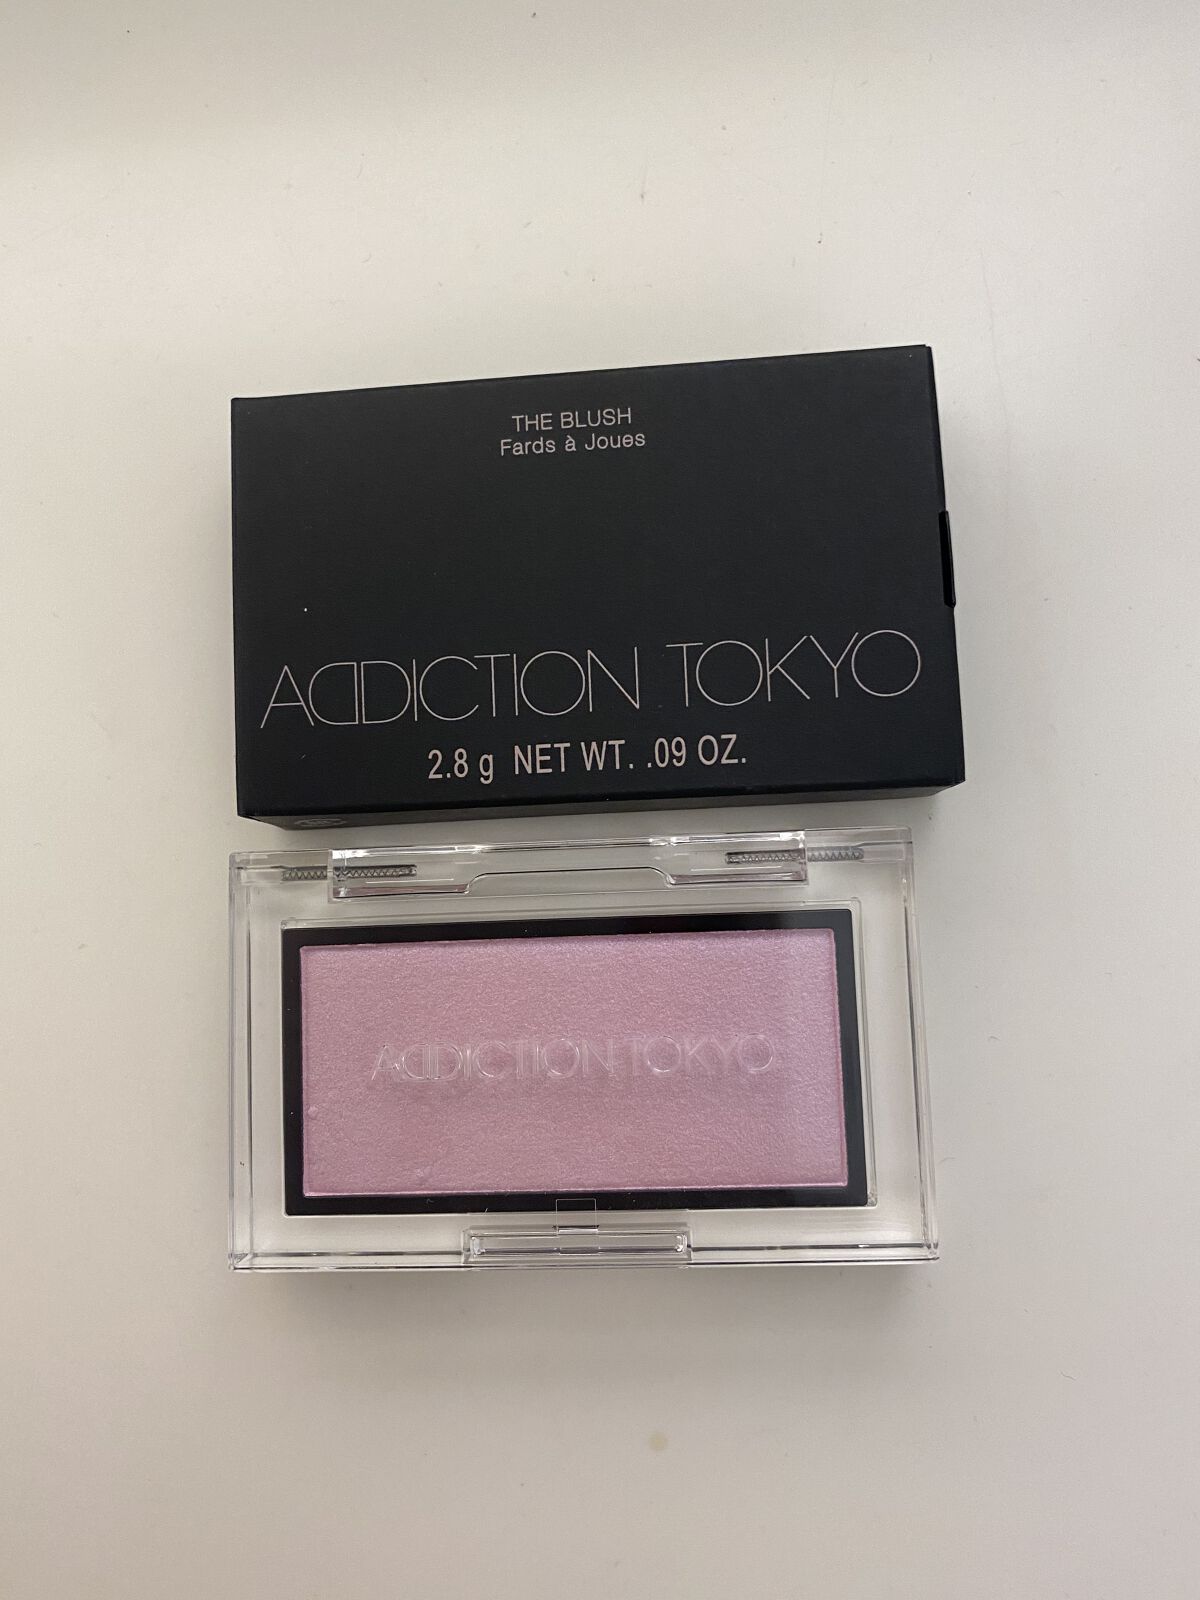 THE BLUSH
Fards à Joues
ADDICTION TOKYO
2.8 g NET WT. .09 OZ.
ADDICTION TOKYO